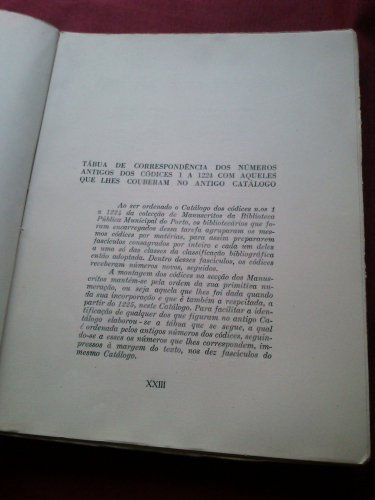 TÁBUA DE CORRESPONDÊNCIA DOS NÚMEROS
ANTIGOS DOS CÓDICES 1 A 1224 COM AQUELES
QUE LHES COUBERAM NO ANTIGO CATÁLOGO
Ao ser ordenado o Catálogo dos códices n.os 1
a 1224 da colecção de Manuscritos da Biblioteca
Pública Municipal do Porto, os bibliotecários que fo-
ram encarregados dessa tarefa agruparam os mes-
mos códices por matérias, para assim prepararem
fascículos consagrados por inteiro e cada um deles
a uma só das classes da classificação bibliográfica
então adoptada. Dentro desses fascículos, os códices
receberam números novos, seguidos.
A montagem dos códices na secção dos Manus-
critos mantém-se pela ordem da sua primitiva nu-
meração, ou seja aquela que lhes foi dada quando
da sua incorporação e que é também a respeitada, a
partir do 1225, neste Catálogo. Para facilitar a iden-
tificação de qualquer dos que figuram no antigo Ca-
tálogo elaborou-se a tábua que se segue, a qual
é ordenada pelos antigos números dos códices, seguin-
do-se a esses os números que lhes correspondem, im-
pressos à margem do texto, nos dez fascículos do
mesmo Catálogo.
XXIII